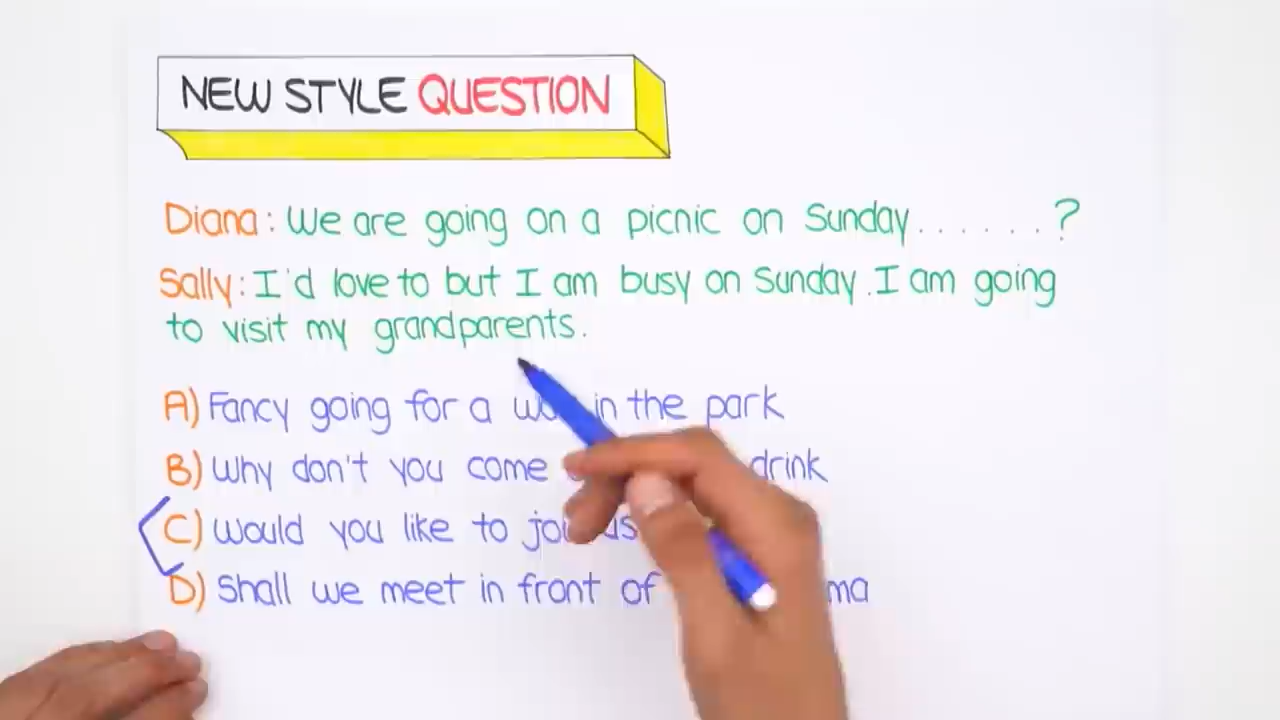 NEW STYLE QUESTION
Diana: We are going on a picnic on Sunday.......?
Sally: I'd love to but I am busy on Sunday. I am going
to visit my grandparents.
A) Fancy going for a in the park
B) Why don't you come drink
C) Would you like to us
D) Shall we meet in front of